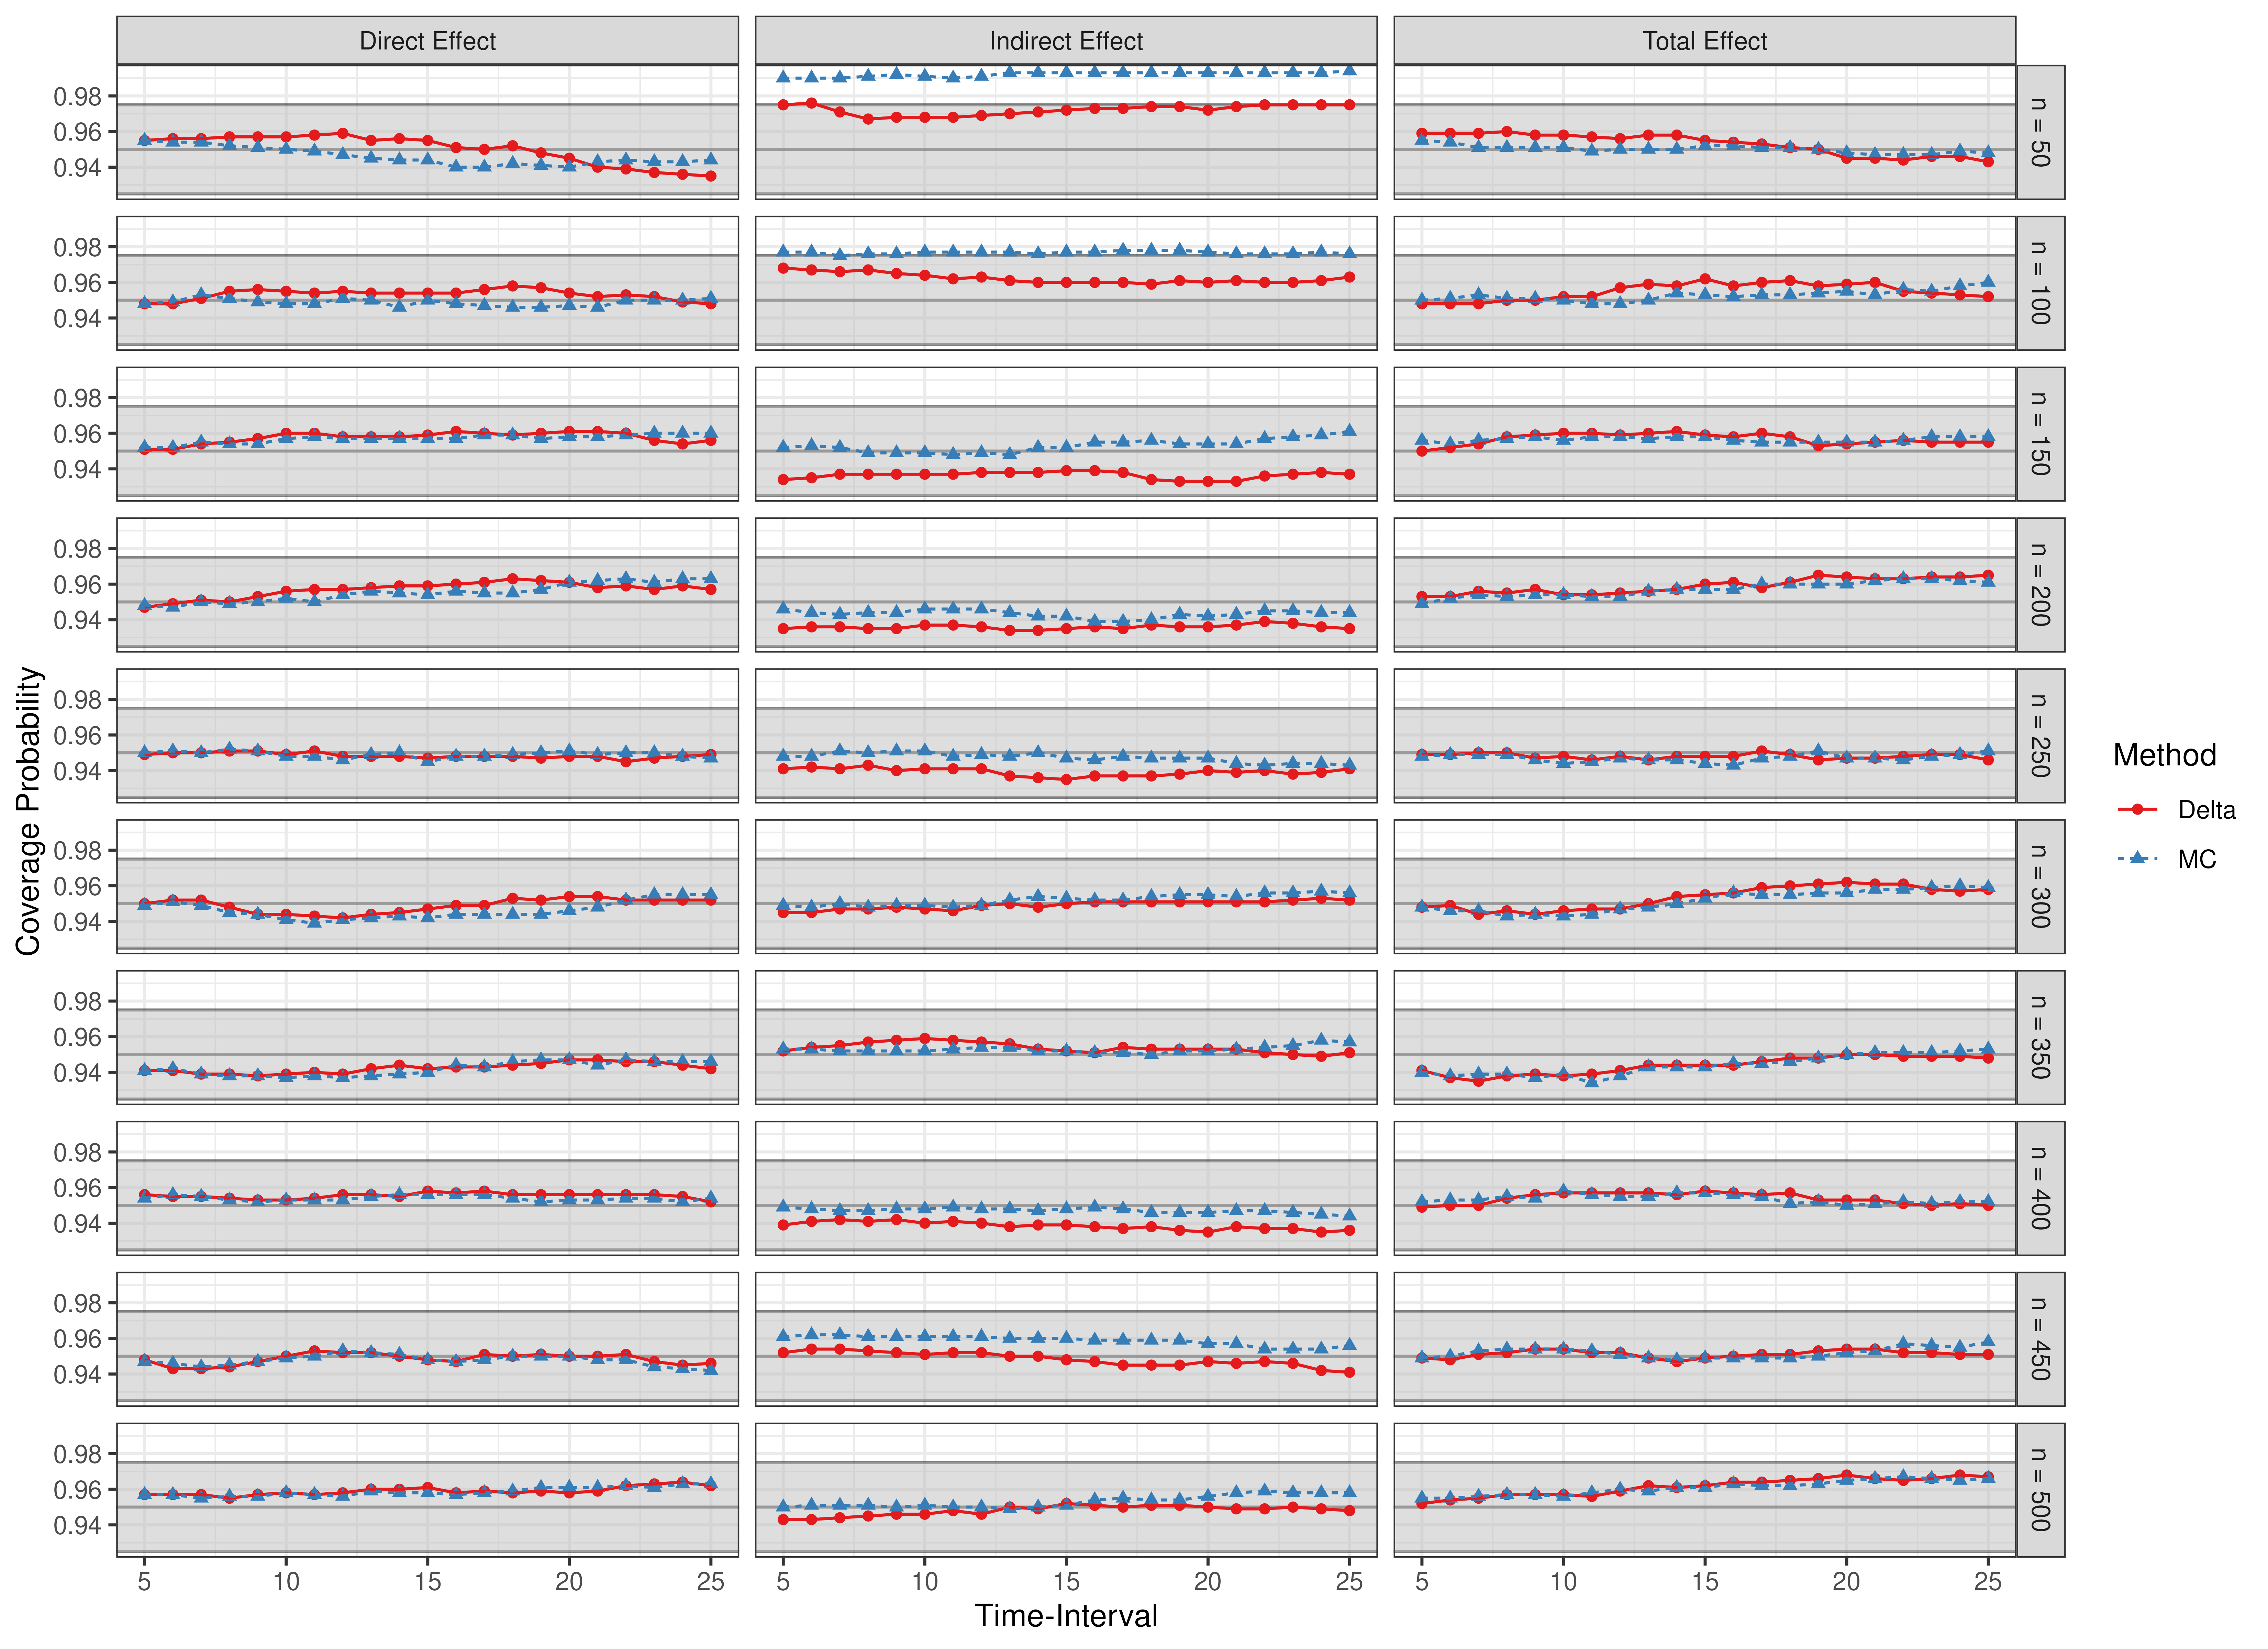 Direct Effect
Indirect Effect
Total Effect
0.98
0.96
0.94
n = 50
0.98
0.96
0.94
n = 100
0.98
0.96
0.94
n = 150
0.98
0.96
0.94
n = 200
0.98
0.96
0.94
n = 250
0.98
0.96
0.94
n = 300
0.98
0.96
0.94
n = 350
0.98
0.96
0.94
n = 400
0.98
0.96
0.94
n = 450
0.98
0.96
0.94
n = 500
5 10 15 20 25
5 10 15 20 25
5 10 15 20 25
Time-Interval
Coverage Probability
Method
Delta
MC